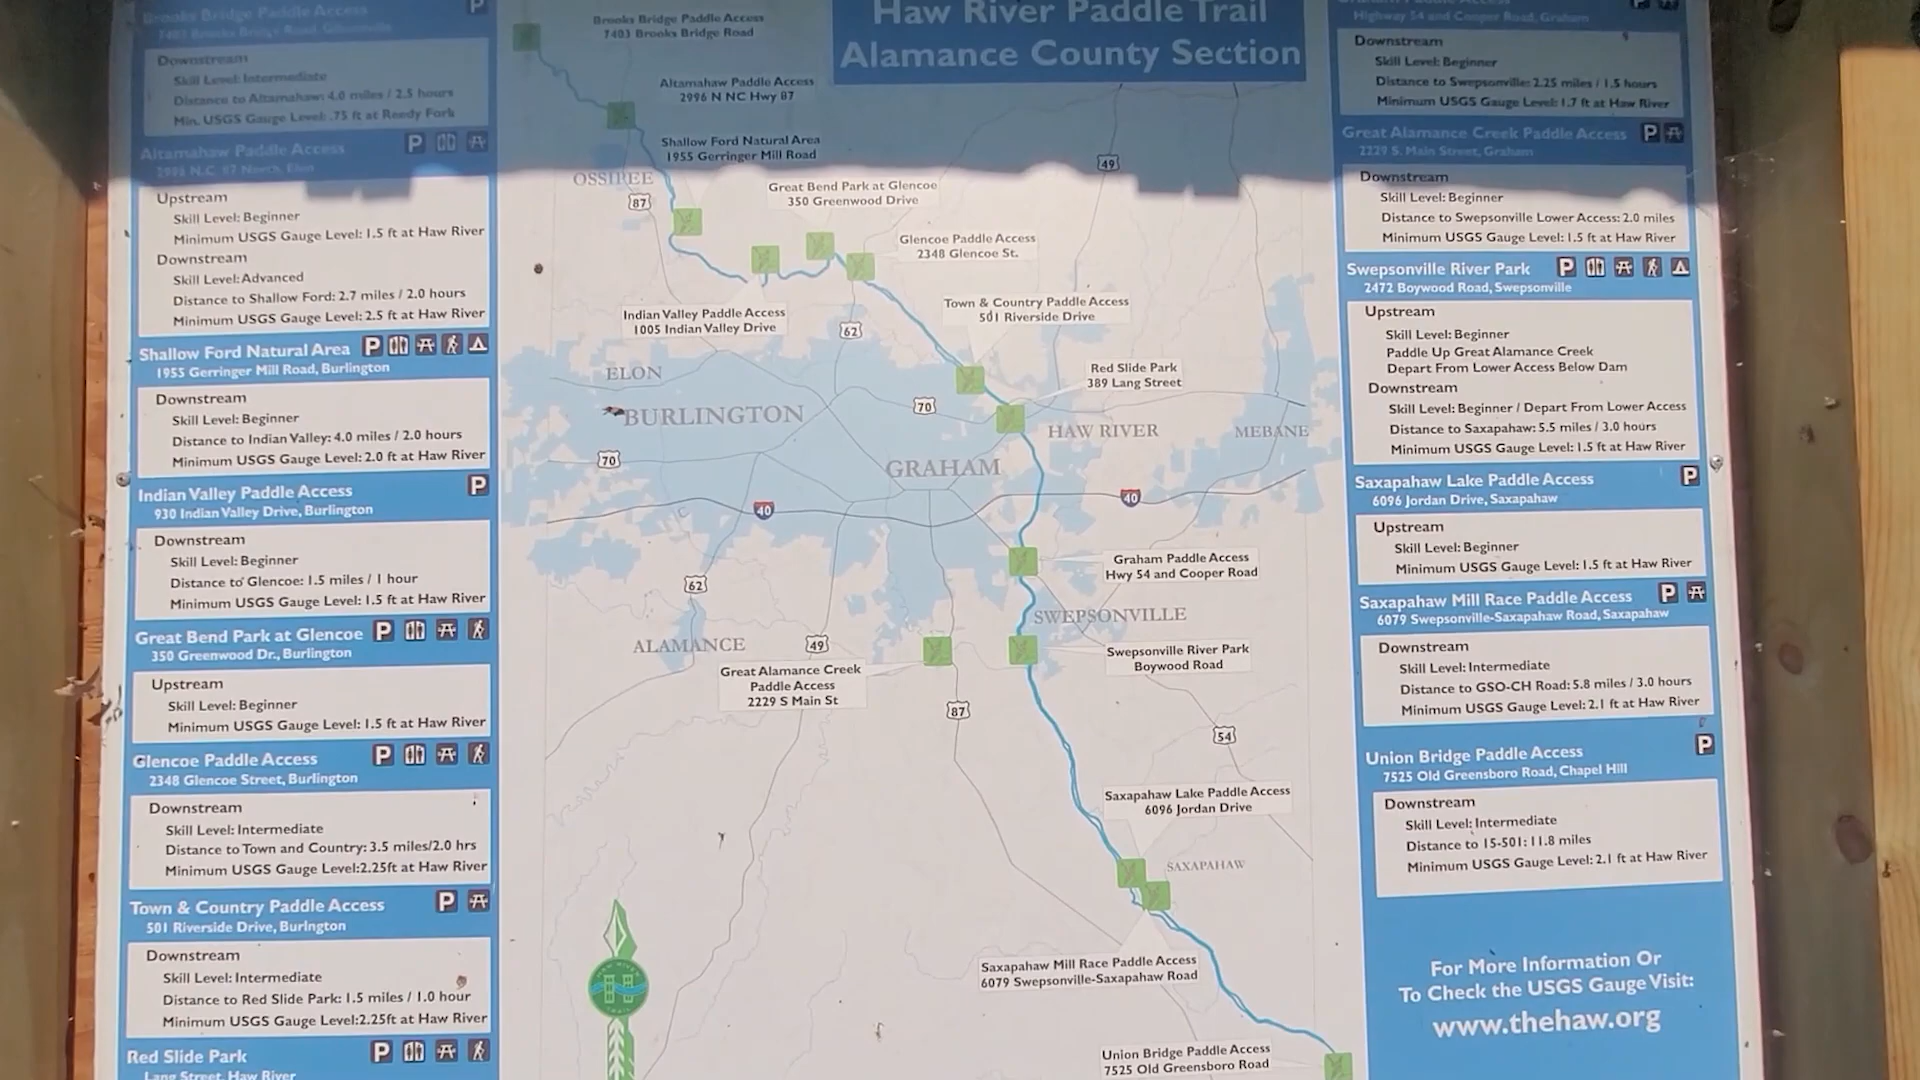 Brooks Bridge Paddle Access
7403 Brooks Bridge Road, Gibsonville
Downstream
Skill Level: Intermediate
Distance to Altamahaw: 4.0 miles / 2.5 hours
Min. USGS Gauge Level: .75 ft at Reedy Fork
Altamahaw Paddle Access
P
Upstream
Skill Level: Beginner
Minimum USGS Gauge Level: 1.5 ft at Haw River
Downstream
Skill Level: Advanced
Distance to Shallow Ford: 2.7 miles / 2.0 hours
Minimum USGS Gauge Level: 2.5 ft at Haw River
Shallow Ford Natural Area
P
1955 Gerringer Mill Road, Burlington
Downstream
Skill Level: Beginner
Distance to Indian Valley: 4.0 miles / 2.0 hours
Minimum USGS Gauge Level: 2.0 ft at Haw River
Indian Valley Paddle Access
P
930 Indian Valley Drive, Burlington
Downstream
Skill Level: Beginner
Distance to Glencoe: 1.5 miles / 1 hour
Minimum USGS Gauge Level: 1.5 ft at Haw River
Great Bend Park at Glencoe
P
350 Greenwood Dr., Burlington
Upstream
Skill Level: Beginner
Minimum USGS Gauge Level: 1.5 ft at Haw River
Glencoe Paddle Access
P
2348 Glencoe Street, Burlington
Downstream
Skill Level: Intermediate
Distance to Town and Country: 3.5 miles/2.0 hrs
Minimum USGS Gauge Level:2.25ft at Haw River
Town & Country Paddle Access
P
501 Riverside Drive, Burlngton
Downstream
Skill Level: Intermediate
Distance to Red Slide Park: 1.5 miles / 1.0 hour
Minimum USGS Gauge Level:2.25ft at Haw River
Red Slide Park
P
Lang Street, Haw River
Haw River Paddle Trail
Alamance County Section
Brooks Bridge Paddle Access
7403 Brooks Bridge Road
Altamahaw Paddle Access
2996 N NC Hwy 87
Shallow Ford Natural Area
1955 Gerringer Mill Road
OSSIPEE
87
49
Great Bend Park at Glencoe
350 Greenwood Drive
Glencoe Paddle Access
2348 Glencoe St.
Indian Valley Paddle Access
1005 Indian Valley Drive
62
Town & Country Paddle Access
501 Riverside Drive
Red Slide Park
389 Lang Street
ELON
BURLINGTON
70
HAW RIVER
MEBANE
70
GRAHAM
40
40
Graham Paddle Access
Hwy 54 and Cooper Road
62
SWEPSONVILLE
ALAMANCE
49
Swepsonville River Park
Boywood Road
Great Alamance Creek
Paddle Access
2229 S Main St
87
54
Saxapahaw Lake Paddle Access
6096 Jordan Drive
SAXAPAHAW
Saxapahaw Mill Race Paddle Access
6079 Swepsonville-Saxapahaw Road
Union Bridge Paddle Access
7525 Old Greensboro Road
HAW RIVER
TRAIL
Highway 54 and Cooper Road, Graham
Downstream
Skill Level: Beginner
Distance to Swepsonville: 2.25 miles / 1.5 hours
Minimum USGS Gauge Level: 1.7 ft at Haw River
Great Alamance Creek Paddle Access
P
2229 S. Main Street, Graham
Downstream
Skill Level: Beginner
Distance to Swepsonville Lower Access: 2.0 miles
Minimum USGS Gauge Level: 1.5 ft at Haw River
Swepsonville River Park
P
2472 Boywood Road, Swepsonville
Upstream
Skill Level: Beginner
Paddle Up Great Alamance Creek
Depart From Lower Access Below Dam
Downstream
Skill Level: Beginner / Depart From Lower Access
Distance to Saxapahaw: 5.5 miles / 3.0 hours
Minimum USGS Gauge Level: 1.5 ft at Haw River
Saxapahaw Lake Paddle Access
P
6096 Jordan Drive, Saxapahaw
Upstream
Skill Level: Beginner
Minimum USGS Gauge Level: 1.5 ft at Haw River
Saxapahaw Mill Race Paddle Access
P
6079 Swepsonville-Saxapahaw Road, Saxapahaw
Downstream
Skill Level: Intermediate
Distance to GSO-CH Road: 5.8 miles / 3.0 hours
Minimum USGS Gauge Level: 2.1 ft at Haw River
Union Bridge Paddle Access
P
7525 Old Greensboro Road, Chapel Hill
Downstream
Skill Level: Intermediate
Distance to 15-501: 11.8 miles
Minimum USGS Gauge Level: 2.1 ft at Haw River
For More Information Or
To Check the USGS Gauge Visit:
www.thehaw.org